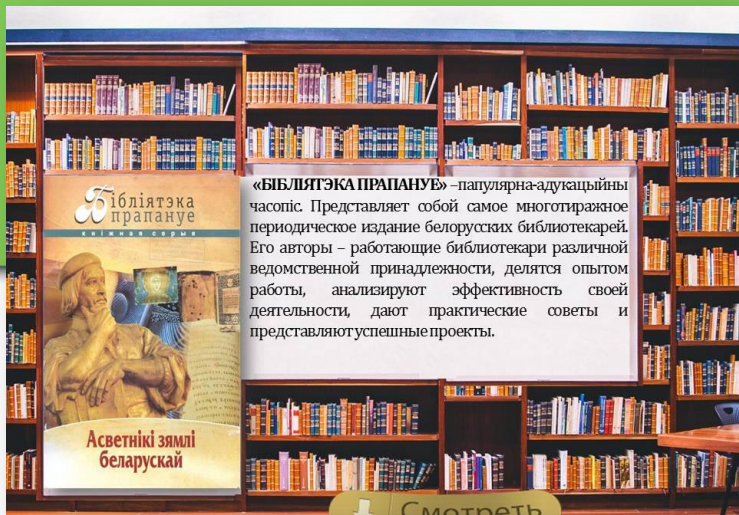 Бібліятэка
прапануе
кніжная серыя
Асветнікі зямлі
беларускай
«БІБЛІЯТЭКА ПРАПАНУЕ» –папулярна-адукацыйны
часопіс. Представляет собой самое многотиражное
периодическое издание белорусских библиотекарей.
Его авторы – работающие библиотекари различной
ведомственной принадлежности, делятся опытом
работы, анализируют эффективность своей
деятельности, дают практические советы и
представляют успешные проекты.
Смотреть